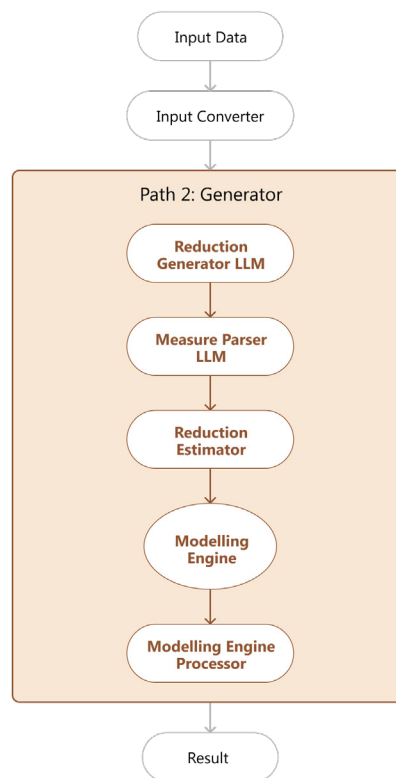 Input Data
Input Converter
Path 2: Generator
Reduction
Generator LLM
Measure Parser
LLM
Reduction
Estimator
Modelling
Engine
Modelling Engine
Processor
Result